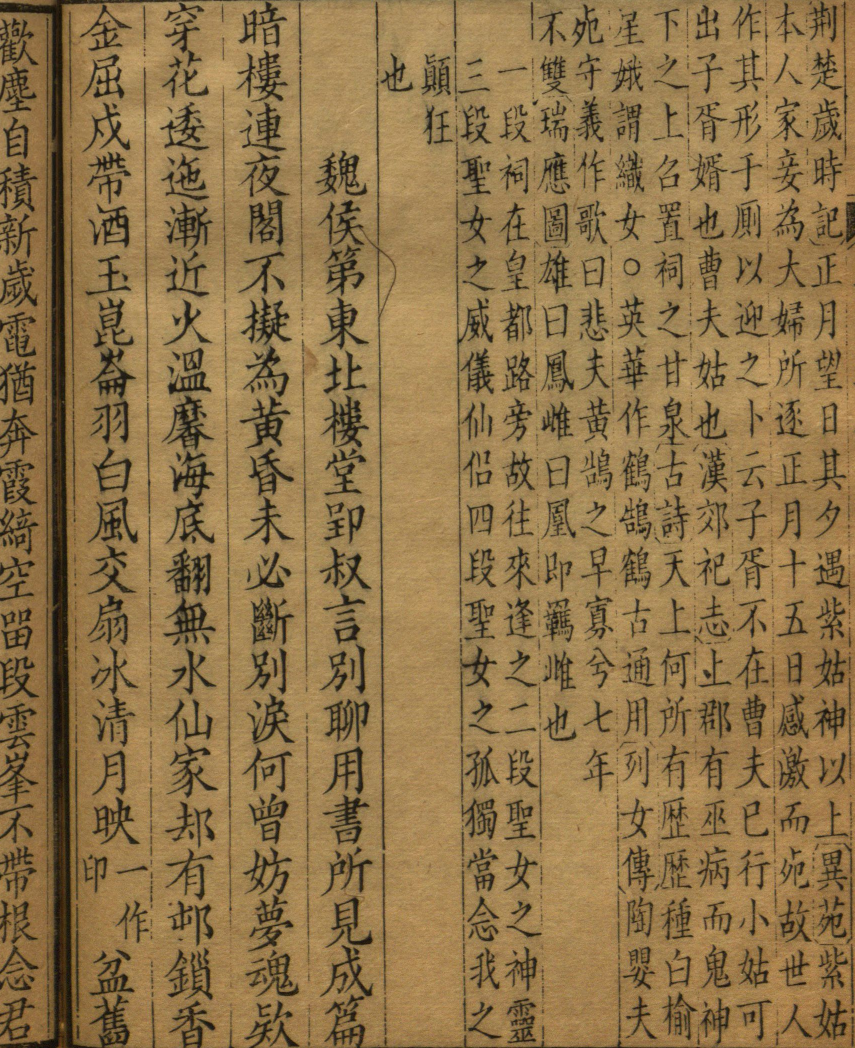 荆楚歲時記正月望日其夕遇紫姑神以上異苑紫姑
本人家妾為大婦所逐正月十五日感激而死故世人
作其形于厠以迎之卜云子胥不在曹夫已行小姑可
出子胥婿也曹夫姑也漢郊祀志上郡有巫病而鬼神
下之上召置祠之甘泉古詩天上何所有歷歷種白榆
星娥謂織女○英華作鶴鵠鶴古通用列女傳陶嬰夫
死守義作歌曰悲夫黃鵠之早寡兮七年
不雙瑞應圖雄曰鳳雌曰凰即羈雌也
一段祠在皇都路旁故往來逢之二段聖女之神靈
三段聖女之威儀仙侶四段聖女之孤獨當念我之
顛狂
也
魏侯第東北樓堂郢叔言別聊用書所見成篇
暗樓連夜閣不擬為黃昏未必斷別淚何曾妨夢魂欵
穿花逶迤漸近火溫黁海底翻無水仙家却有邨鎖香
金屈戍帶酒玉崑崙羽白風交扇冰清月映一作印盆舊
歡塵自積新歲電猶奔霞綺空留段雲峯不帶根念君